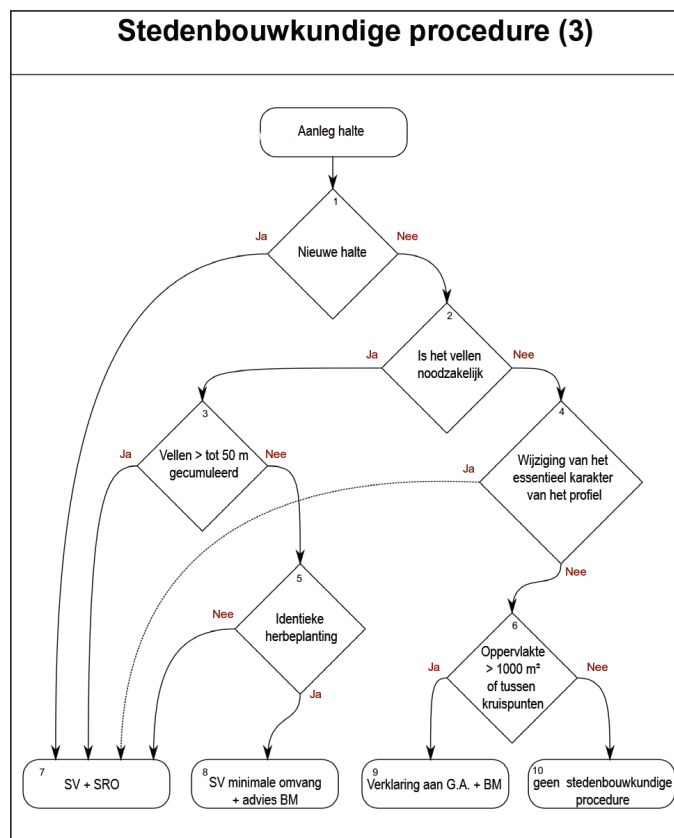 Stedenbouwkundige procedure (3)
Aanleg halte
1
Ja
Nee
Nieuwe halte
2
Ja
Is het vellen
noodzakelijk
Nee
3
4
Ja
Vellen > tot 50 m
gecumuleerd
Nee
Ja
Wijziging van het
essentieel karakter
van het profiel
5
Nee
Nee
Identieke
herbeplanting
6
Ja
Oppervlakte
> 1000 m²
of tussen
kruispunten
Nee
Ja
7
SV + SRO
8
SV minimale omvang
+ advies BM
9
Verklaring aan G.A. + BM
10
geen stedenbouwkundige
procedure